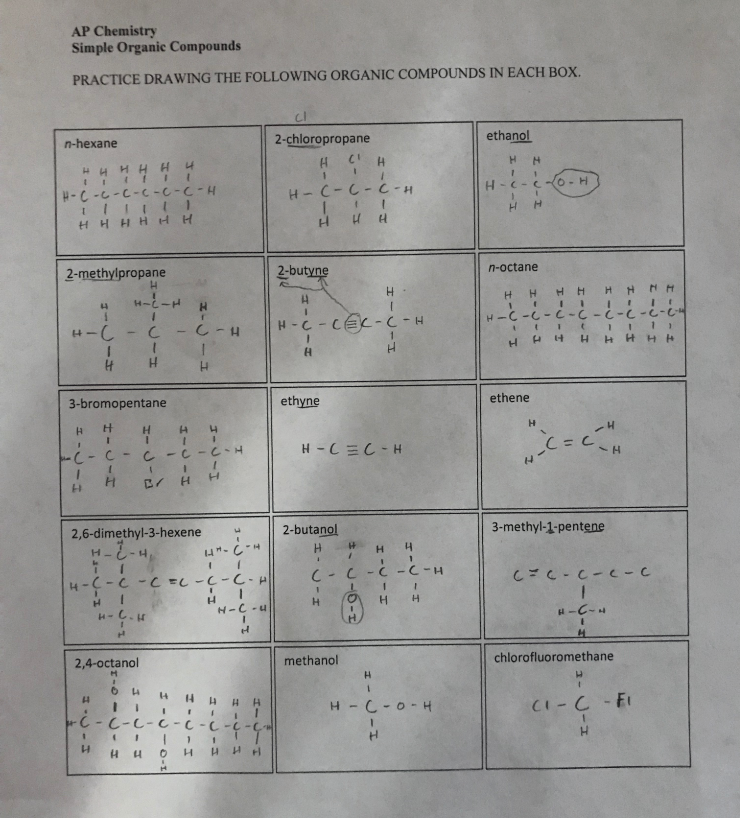 AP Chemistry
Simple Organic Compounds
PRACTICE DRAWING THE FOLLOWING ORGANIC COMPOUNDS IN EACH BOX.
Cl
n-hexane
H H H H H H
H-C-C-C-C-C-C-H
H H H H H H
2-chloropropane
H Cl H
H-C-C-C-H
H H H
ethanol
H H
H-C-C-O-H
H H
2-methylpropane
H
H-C-H
H H
H-C-C-C-H
H H H
2-butyne
H H
H-C-C≡C-C-H
H H
n-octane
H H H H H H H H
H-C-C-C-C-C-C-C-C-H
H H H H H H H H
3-bromopentane
H H H H H
-C-C-C-C-C-H
H H Br H H
ethyne
H-C≡C-H
ethene
H H
C=C
H H
2,6-dimethyl-3-hexene
H H
H-C-H H-C-H
H-C-C-C=C-C-C-H
H H
H-C-H H-C-H
H H
2-butanol
H H H H
C-C-C-C-H
H O H H
H
3-methyl-1-pentene
C=C-C-C-C
H-C-H
H
2,4-octanol
H
H O H H H H H H
H-C-C-C-C-C-C-C-C-H
H H H O H H H H
H
methanol
H
H-C-O-H
H
chlorofluoromethane
H
Cl-C-Fl
H